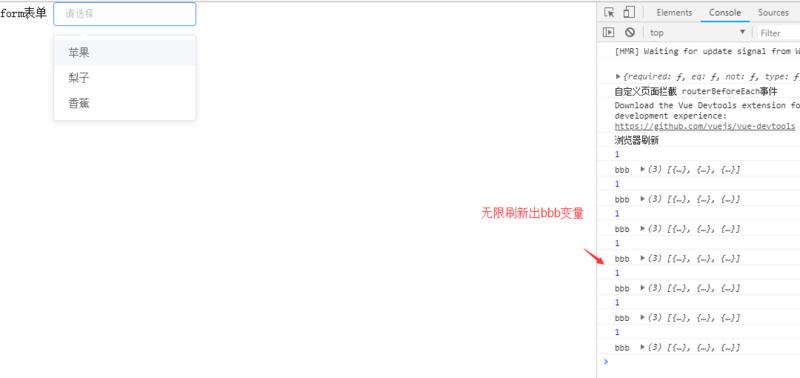 form表单
请选择
苹果
梨子
香蕉
无限刷新出bbb变量
Elements Console Sources
top Filter
[HMR] Waiting for update signal from W
{required: ƒ, eq: ƒ, not: ƒ, type: ƒ,
自定义页面拦截 routerBeforeEach事件
Download the Vue Devtools extension fo
development experience:
https://github.com/vuejs/vue-devtools
浏览器刷新
1
bbb ▶(3) [{…}, {…}, {…}]
1
bbb ▶(3) [{…}, {…}, {…}]
1
bbb ▶(3) [{…}, {…}, {…}]
1
bbb ▶(3) [{…}, {…}, {…}]
1
bbb ▶(3) [{…}, {…}, {…}]
1
bbb ▶(3) [{…}, {…}, {…}]
1
bbb ▶(3) [{…}, {…}, {…}]